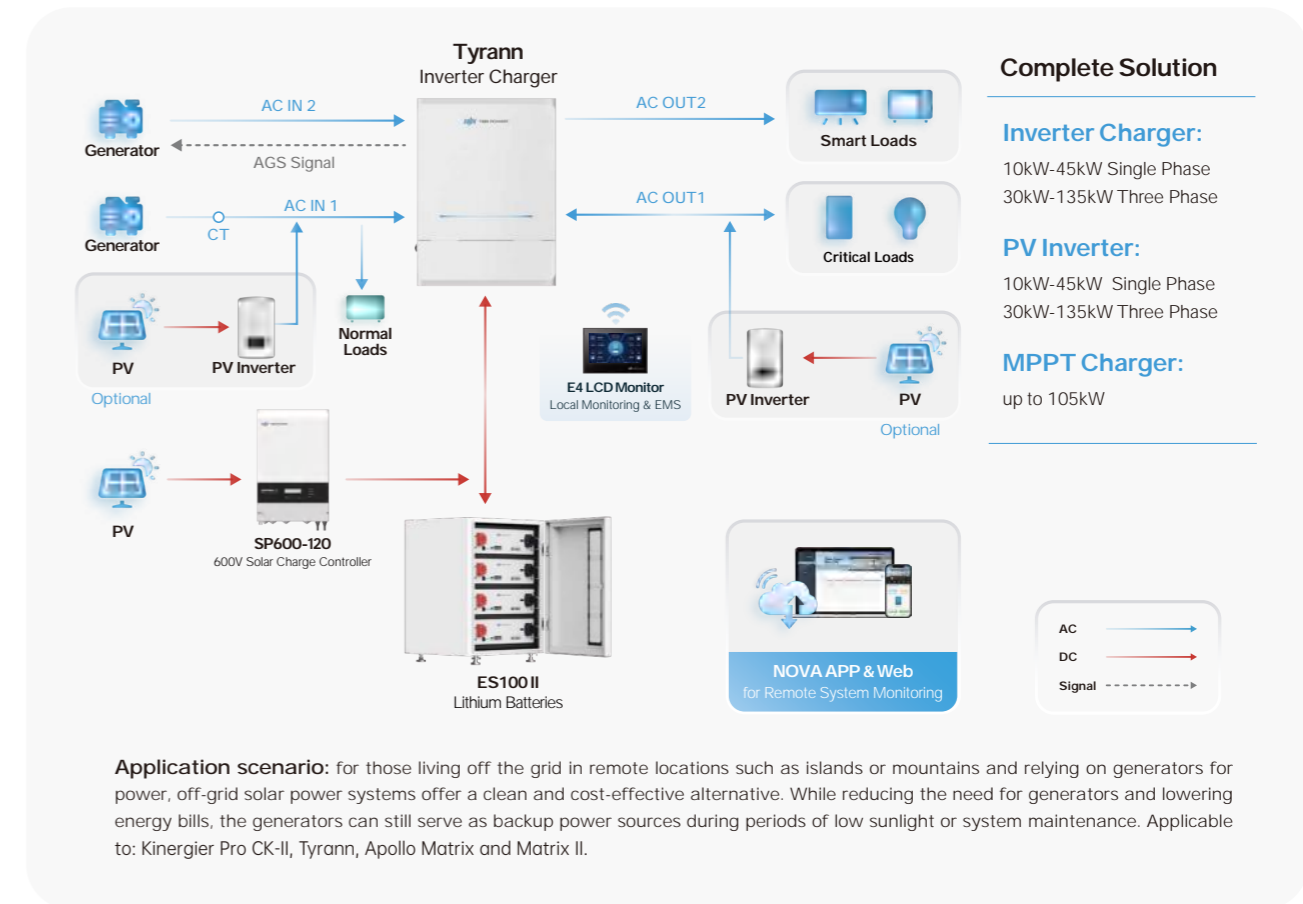 Tyrann
Inverter Charger
AC IN 2
Generator
AGS Signal
AC OUT2
Smart Loads
Generator
CT
AC IN 1
AC OUT1
Critical Loads
Normal
Loads
PV
PV Inverter
Optional
E4 LCD Monitor
Local Monitoring & EMS
PV Inverter
PV
Optional
PV
SP600-120
600V Solar Charge Controller
ES100 II
Lithium Batteries
NOVA APP & Web
for Remote System Monitoring
Complete Solution
Inverter Charger:
10kW-45kW Single Phase
30kW-135kW Three Phase
PV Inverter:
10kW-45kW Single Phase
30kW-135kW Three Phase
MPPT Charger:
up to 105kW
AC
DC
Signal
Application scenario: for those living off the grid in remote locations such as islands or mountains and relying on generators for
power, off-grid solar power systems offer a clean and cost-effective alternative. While reducing the need for generators and lowering
energy bills, the generators can still serve as backup power sources during periods of low sunlight or system maintenance. Applicable
to: Kinergier Pro CK-II, Tyrann, Apollo Matrix and Matrix II.